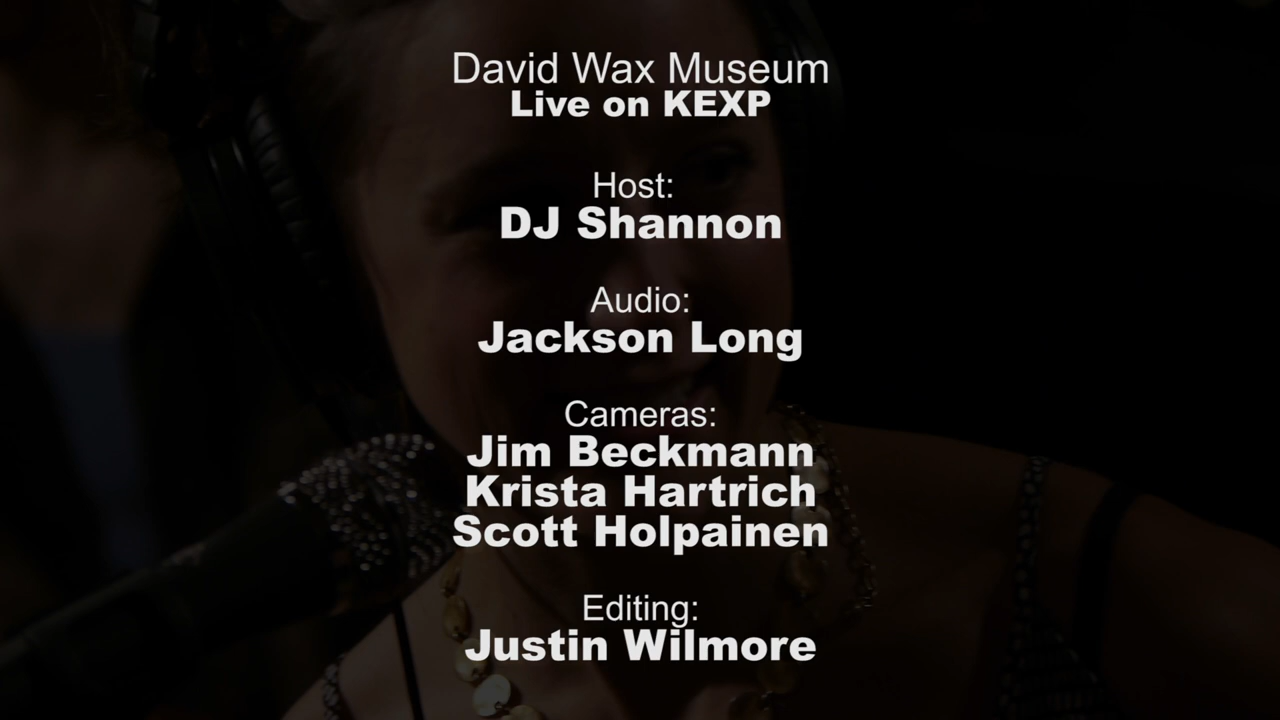 David Wax Museum
Live on KEXP
Host:
DJ Shannon
Audio:
Jackson Long
Cameras:
Jim Beckmann
Krista Hartrich
Scott Holpainen
Editing:
Justin Wilmore